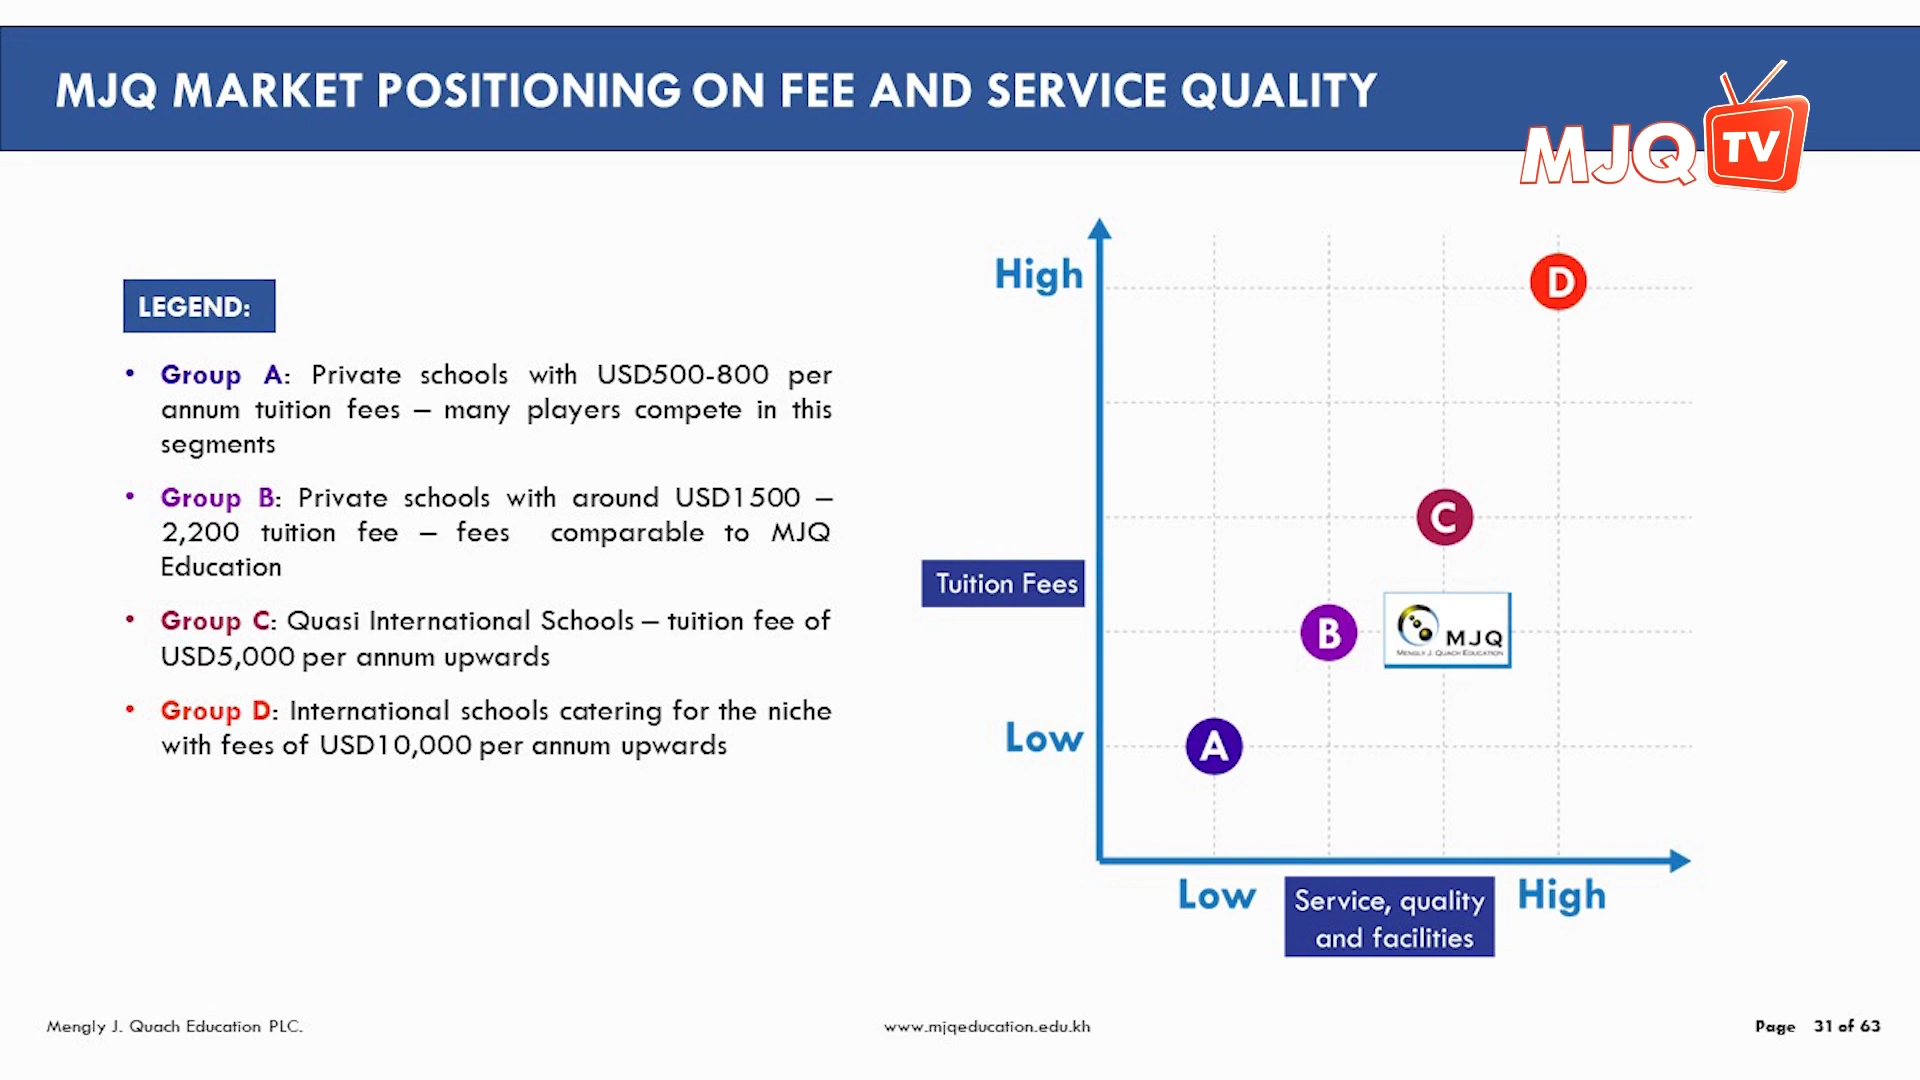 MJQ MARKET POSITIONING ON FEE AND SERVICE QUALITY
MJQ TV
LEGEND:
• Group A: Private schools with USD500-800 per
annum tuition fees – many players compete in this
segments
• Group B: Private schools with around USD1500 –
2,200 tuition fee – fees comparable to MJQ
Education
• Group C: Quasi International Schools – tuition fee of
USD5,000 per annum upwards
• Group D: International schools catering for the niche
with fees of USD10,000 per annum upwards
High
D
C
Tuition Fees
B
MJQ
MENGLY J. QUACH EDUCATION
Low
A
Low
Service, quality
and facilities
High
Mengly J. Quach Education PLC.
www.mjqeducation.edu.kh
Page 31 of 63